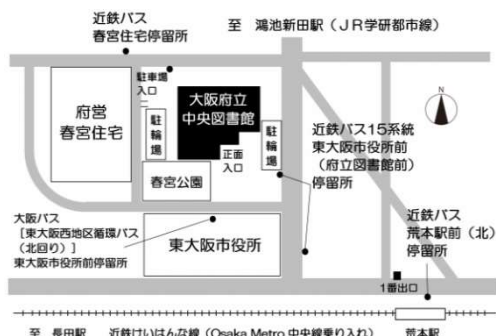 近鉄バス
春宮住宅停留所
至 鴻池新田駅（ＪＲ学研都市線）
駐車場
入口
府営
春宮住宅
駐輪場
大阪府立
中央図書館
正面
入口
駐輪場
N
春宮公園
近鉄バス15系統
東大阪市役所前
（府立図書館前）
停留所
大阪バス
［東大阪西地区循環バス
（北回り）］
東大阪市役所前停留所
東大阪市役所
近鉄バス
荒本駅前（北）
停留所
1番出口
至 長田駅 近鉄けいはんな線（Osaka Metro 中央線乗り入れ） 荒本駅